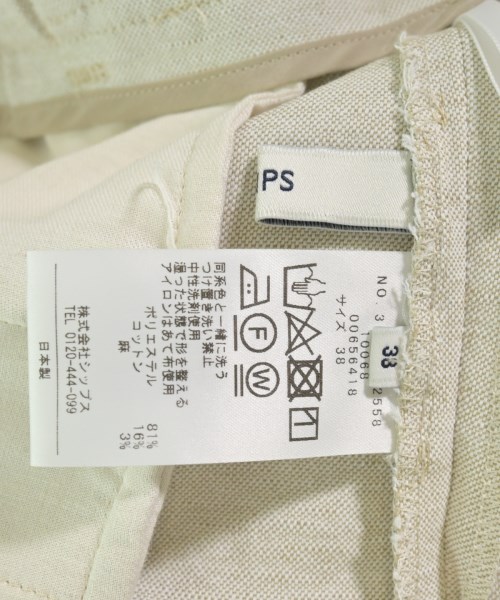 PS
38
NO. 3
0068
2558
00656418
サイズ 38
同系色と一緒に洗う
つけ置き洗い禁止
中性洗剤使用
湿った状態で形を整える
アイロンはあて布使用
ポリエステル 81%
コットン 16%
麻 3%
株式会社シップス
TEL 0120-444-099
日本製
F
W